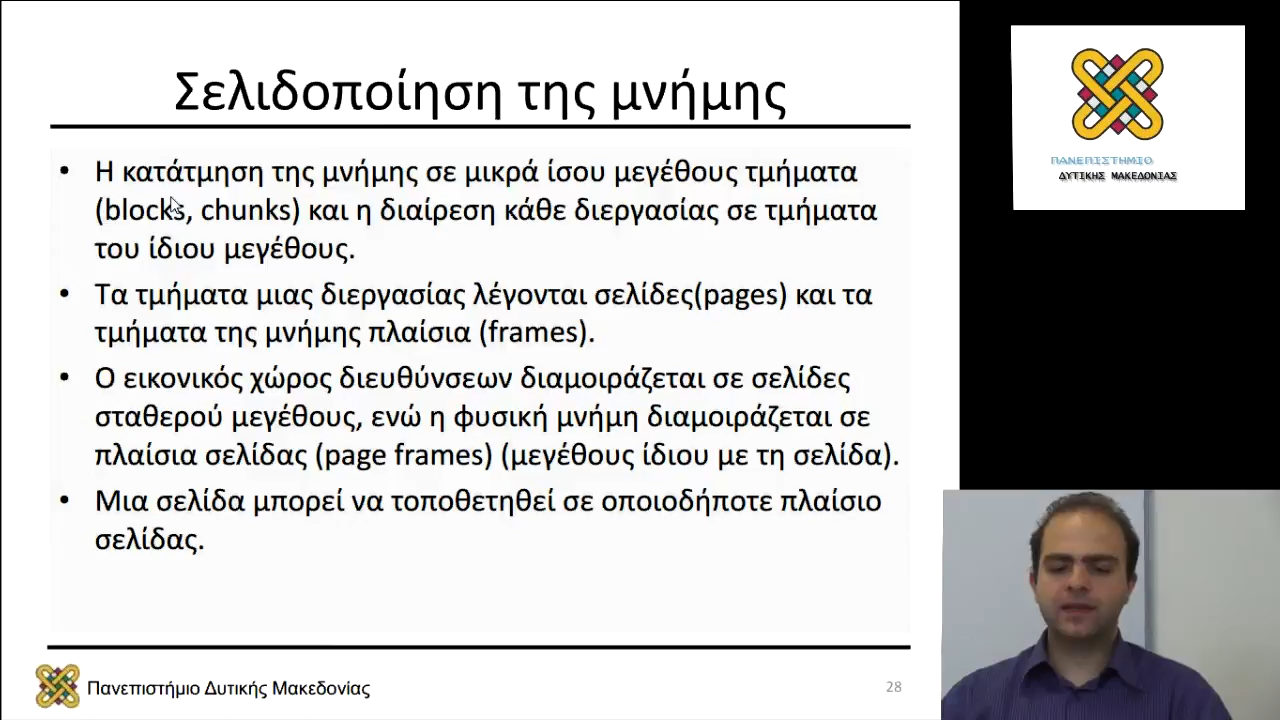 Σελιδοποίηση της μνήμης
• Η κατάτμηση της μνήμης σε μικρά ίσου μεγέθους τμήματα
(blocks, chunks) και η διαίρεση κάθε διεργασίας σε τμήματα
του ίδιου μεγέθους.
• Τα τμήματα μιας διεργασίας λέγονται σελίδες(pages) και τα
τμήματα της μνήμης πλαίσια (frames).
• Ο εικονικός χώρος διευθύνσεων διαμοιράζεται σε σελίδες
σταθερού μεγέθους, ενώ η φυσική μνήμη διαμοιράζεται σε
πλαίσια σελίδας (page frames) (μεγέθους ίδιου με τη σελίδα).
• Μια σελίδα μπορεί να τοποθετηθεί σε οποιοδήποτε πλαίσιο
σελίδας.
Πανεπιστήμιο Δυτικής Μακεδονίας
28
ΠΑΝΕΠΙΣΤΗΜΙΟ
ΔΥΤΙΚΗΣ ΜΑΚΕΔΟΝΙΑΣ